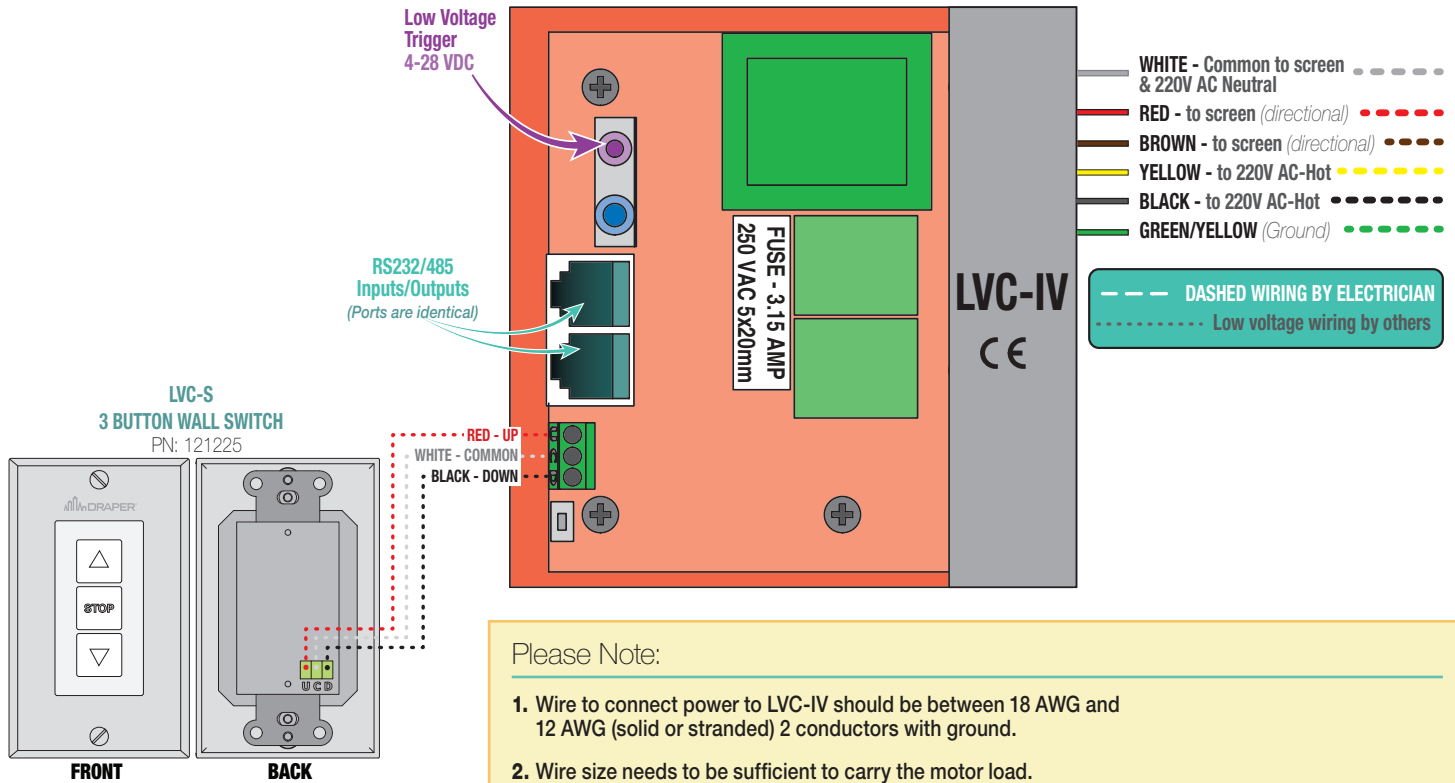 Low Voltage
Trigger
4-28 VDC
RS232/485
Inputs/Outputs
(Ports are identical)
FUSE - 3.15 AMP
250 VAC 5x20mm
LVC-IV
CE
WHITE - Common to screen
& 220V AC Neutral
RED - to screen (directional)
BROWN - to screen (directional)
YELLOW - to 220V AC-Hot
BLACK - to 220V AC-Hot
GREEN/YELLOW (Ground)
DASHED WIRING BY ELECTRICIAN
Low voltage wiring by others
LVC-S
3 BUTTON WALL SWITCH
PN: 121225
RED - UP
WHITE - COMMON
BLACK - DOWN
DRAPER
STOP
U C D
FRONT
BACK
Please Note:
1. Wire to connect power to LVC-IV should be between 18 AWG and
12 AWG (solid or stranded) 2 conductors with ground.
2. Wire size needs to be sufficient to carry the motor load.